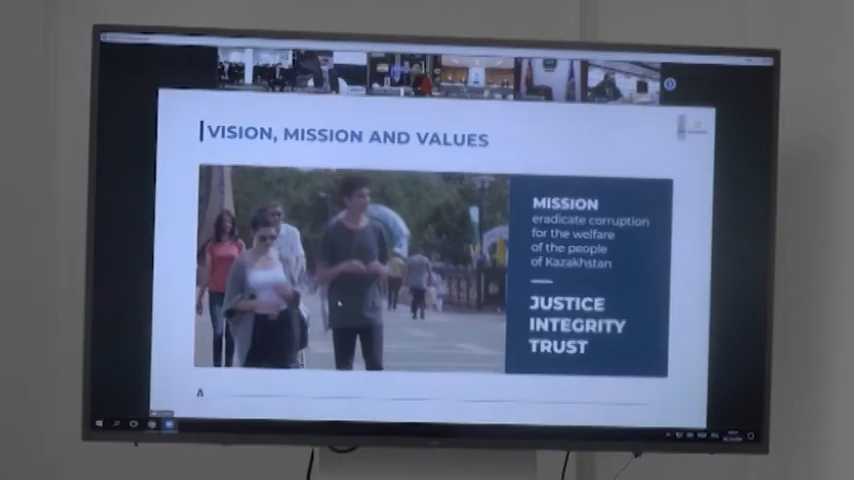 VISION, MISSION AND VALUES
MISSION
eradicate corruption
for the welfare
of the people
of Kazakhstan
JUSTICE
INTEGRITY
TRUST